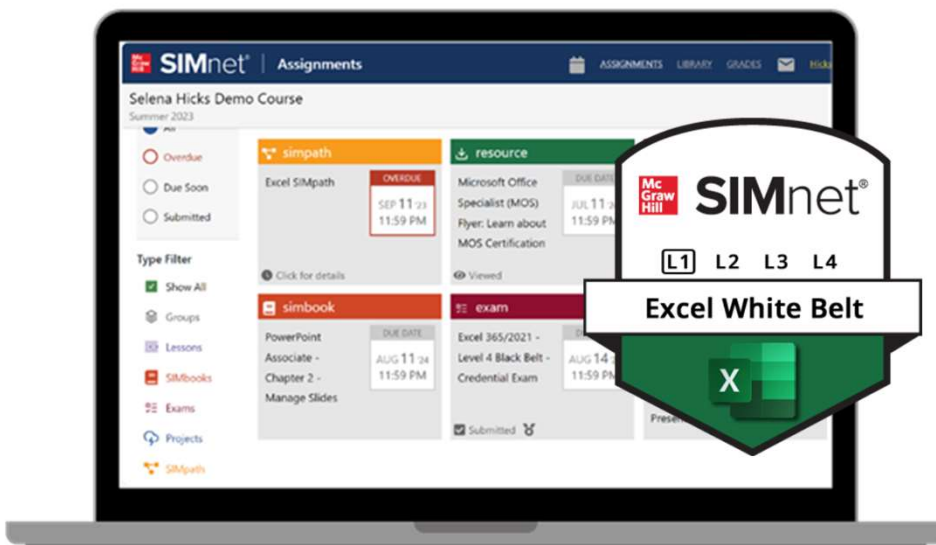 Mc Graw Hill SIMnet® | Assignments
ASSIGNMENTS LIBRARY GRADES
Selena Hicks Demo Course
Summer 2023
All
Overdue
Due Soon
Submitted
Type Filter
Show All
Groups
Lessons
SIMbooks
Exams
Projects
SIMpath
simpath
Excel SIMpath
OVERDUE
SEP 11 '23
11:59 PM
Click for details
resource
Microsoft Office
Specialist (MOS)
Flyer: Learn about
MOS Certification
DUE DATE
JUL 11
11:59 PM
Viewed
simbook
PowerPoint
Associate -
Chapter 2 -
Manage Slides
DUE DATE
AUG 11 '24
11:59 PM
exam
Excel 365/2021 -
Level 4 Black Belt -
Credential Exam
AUG 14
11:59 PM
Submitted
Mc
Graw
Hill
SIMnet®
L1 L2 L3 L4
Excel White Belt
X